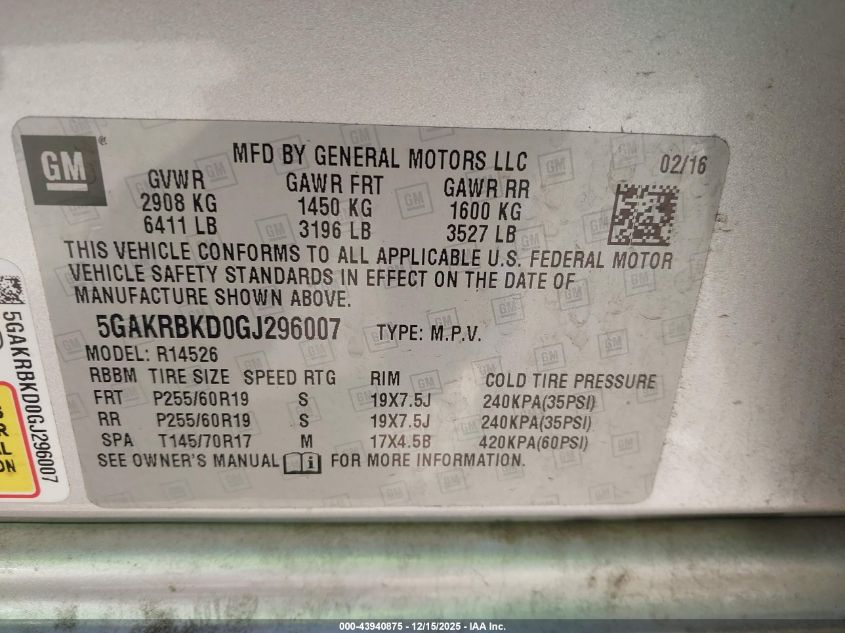 GM
®
MFD BY GENERAL MOTORS LLC
02/16
GVWR GAWR FRT GAWR RR
2908 KG 1450 KG 1600 KG
6411 LB 3196 LB 3527 LB
THIS VEHICLE CONFORMS TO ALL APPLICABLE U.S. FEDERAL MOTOR
VEHICLE SAFETY STANDARDS IN EFFECT ON THE DATE OF
MANUFACTURE SHOWN ABOVE.
5GAKRBKD0GJ296007 TYPE: M.P.V.
MODEL: R14526
RBBM TIRE SIZE SPEED RTG RIM COLD TIRE PRESSURE
FRT P255/60R19 S 19X7.5J 240KPA(35PSI)
RR P255/60R19 S 19X7.5J 240KPA(35PSI)
SPA T145/70R17 M 17X4.5B 420KPA(60PSI)
SEE OWNER'S MANUAL i FOR MORE INFORMATION.
5GAKRBKD0GJ296007
000-43940875 - 12/15/2025 - IAA Inc.